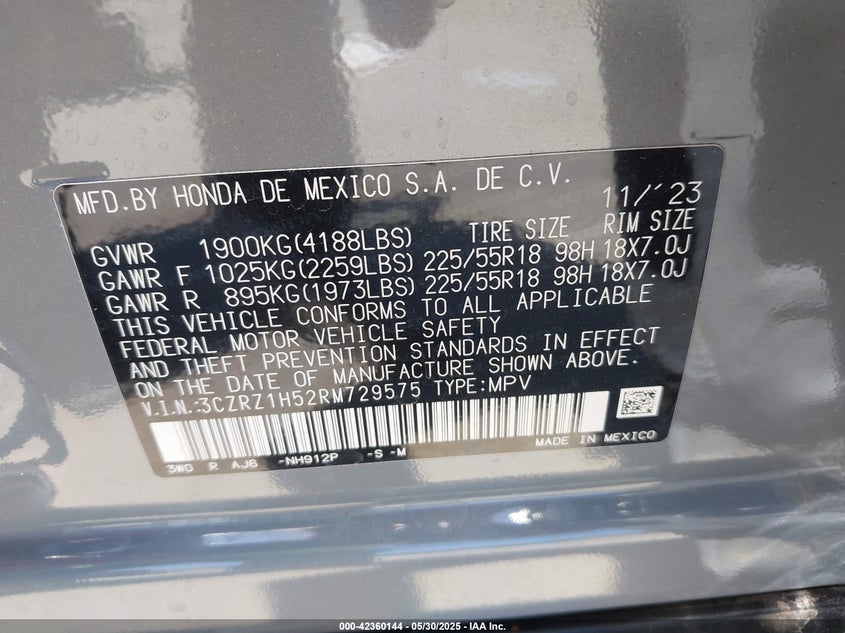 MFD.BY HONDA DE MEXICO S.A. DE C.V. 11/'23
GVWR 1900KG(4188LBS) TIRE SIZE RIM SIZE
GAWR F 1025KG(2259LBS) 225/55R18 98H 18X7.0J
GAWR R 895KG(1973LBS) 225/55R18 98H 18X7.0J
THIS VEHICLE CONFORMS TO ALL APPLICABLE
FEDERAL MOTOR VEHICLE SAFETY
AND THEFT PREVENTION STANDARDS IN EFFECT
ON THE DATE OF MANUFACTURE SHOWN ABOVE.
V.I.N.:3CZRZ1H52RM729575 TYPE:MPV
MADE IN MEXICO
3W0 R AJ6 -NH912P -S -M
000-42360144 - 05/30/2025 - IAA Inc.